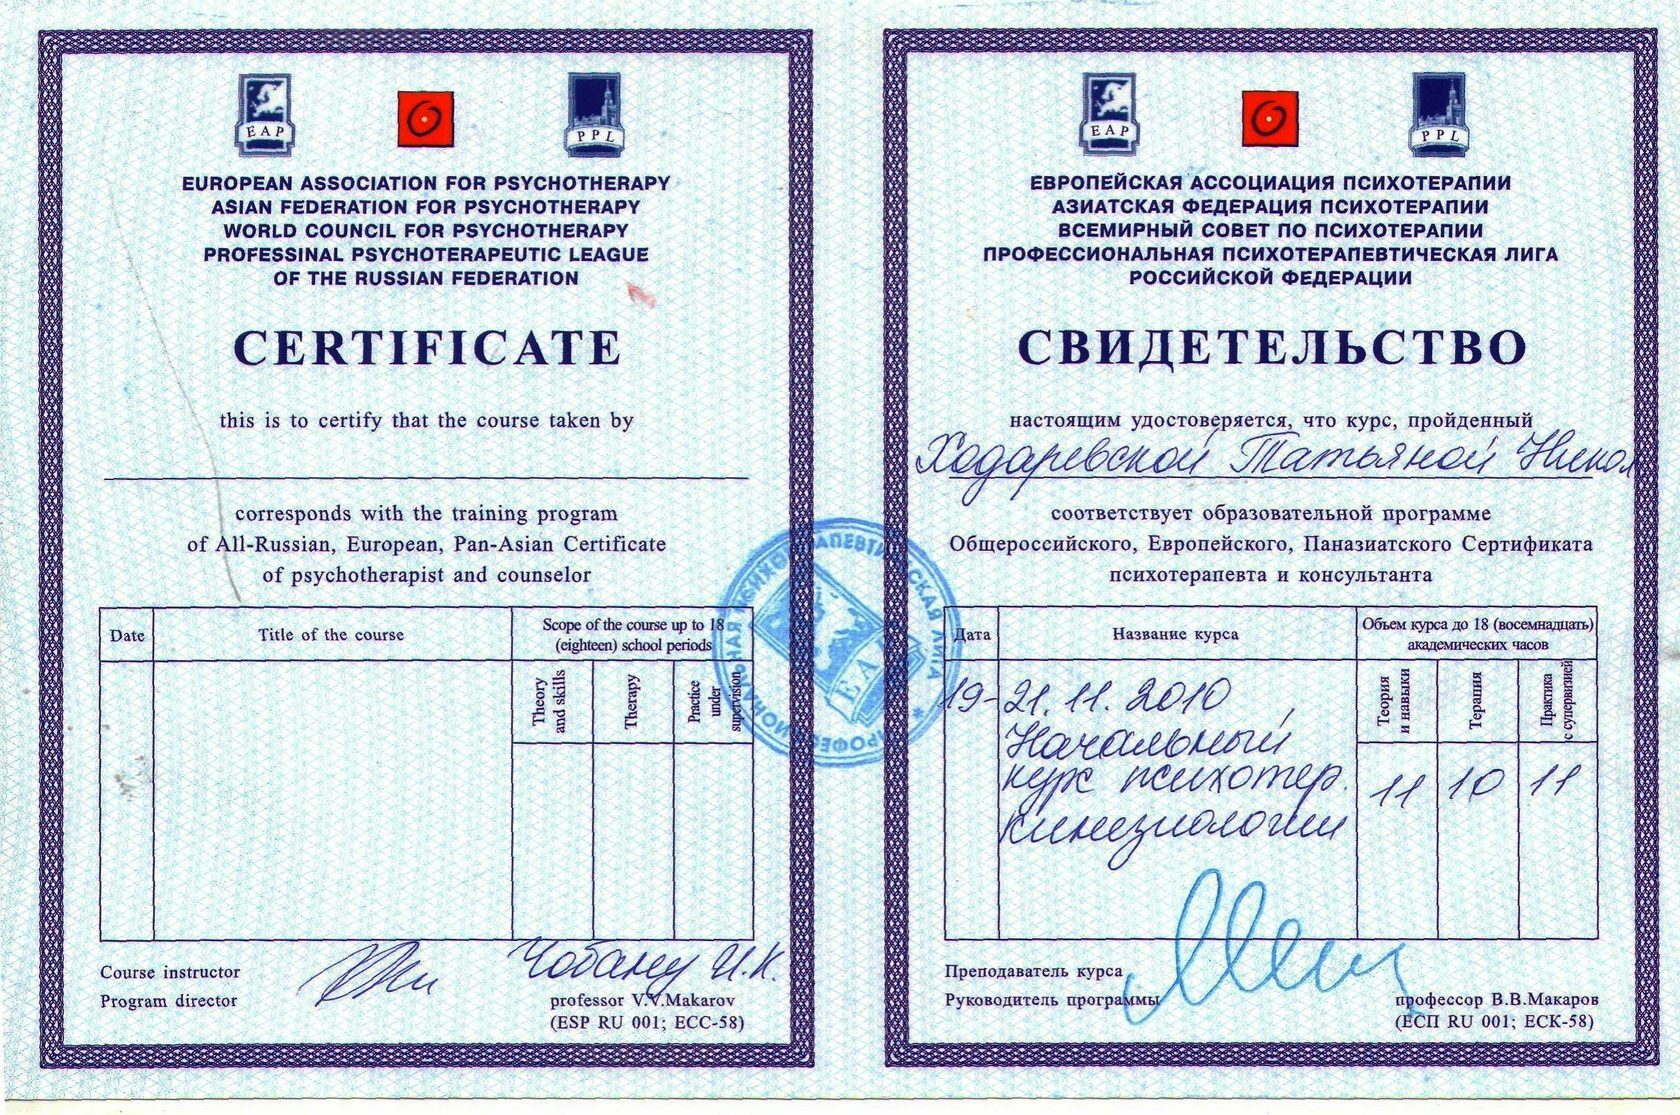 EAP
PPL
EUROPEAN ASSOCIATION FOR PSYCHOTHERAPY
ASIAN FEDERATION FOR PSYCHOTHERAPY
WORLD COUNCIL FOR PSYCHOTHERAPY
PROFESSINAL PSYCHOTERAPEUTIC LEAGUE
OF THE RUSSIAN FEDERATION
CERTIFICATE
this is to certify that the course taken by
corresponds with the training program
of All-Russian, European, Pan-Asian Certificate
of psychotherapist and counselor
Date
Title of the course
Scope of the course up to 18
(eighteen) school periods
Theory
and skills
Therapy
Practice
under
supervision
Course instructor
Чобану И.К.
Program director
professor V.V.Makarov
(ESP RU 001; ECC-58)
EAP
PPL
ЕВРОПЕЙСКАЯ АССОЦИАЦИЯ ПСИХОТЕРАПИИ
АЗИАТСКАЯ ФЕДЕРАЦИЯ ПСИХОТЕРАПИИ
ВСЕМИРНЫЙ СОВЕТ ПО ПСИХОТЕРАПИИ
ПРОФЕССИОНАЛЬНАЯ ПСИХОТЕРАПЕВТИЧЕСКАЯ ЛИГА
РОССИЙСКОЙ ФЕДЕРАЦИИ
СВИДЕТЕЛЬСТВО
настоящим удостоверяется, что курс, пройденный
Ходаревской Татьяной Никол
соответствует образовательной программе
Общероссийского, Европейского, Паназиатского Сертификата
психотерапевта и консультанта
Дата
Название курса
Объем курса до 18 (восемнадцать)
академических часов
Теория
и навыки
Терапия
Практика
с супервизией
19-21.11.2010
Начальный
курс психотер.
кинезиологии
11
10
11
Преподаватель курса
Руководитель программы
профессор В.В.Макаров
(ЕСП RU 001; ЕСК-58)
ПРОФЕССИОНАЛЬНАЯ ПСИХОТЕРАПЕВТИЧЕСКАЯ ЛИГА *
EAP